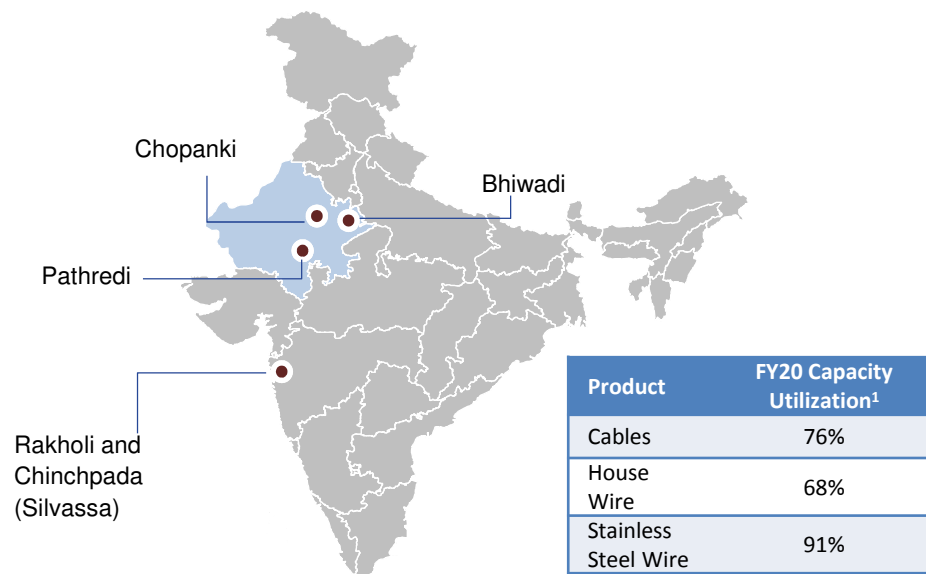 Chopanki
Bhiwadi
Pathredi
Rakholi and
Chinchpada
(Silvassa)
Product
FY20 Capacity
Utilization¹
Cables
76%
House
Wire
68%
Stainless
Steel Wire
91%